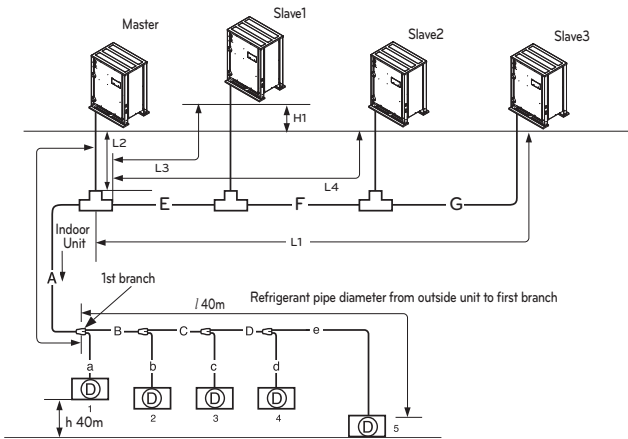 Master
Slave1
Slave2
Slave3
H1
L2
L3
L4
E
F
G
L1
Indoor
Unit
A
1st branch
l 40m
Refrigerant pipe diameter from outside unit to first branch
B
C
D
e
a
b
c
d
D
D
D
D
D
1
2
3
4
5
h 40m